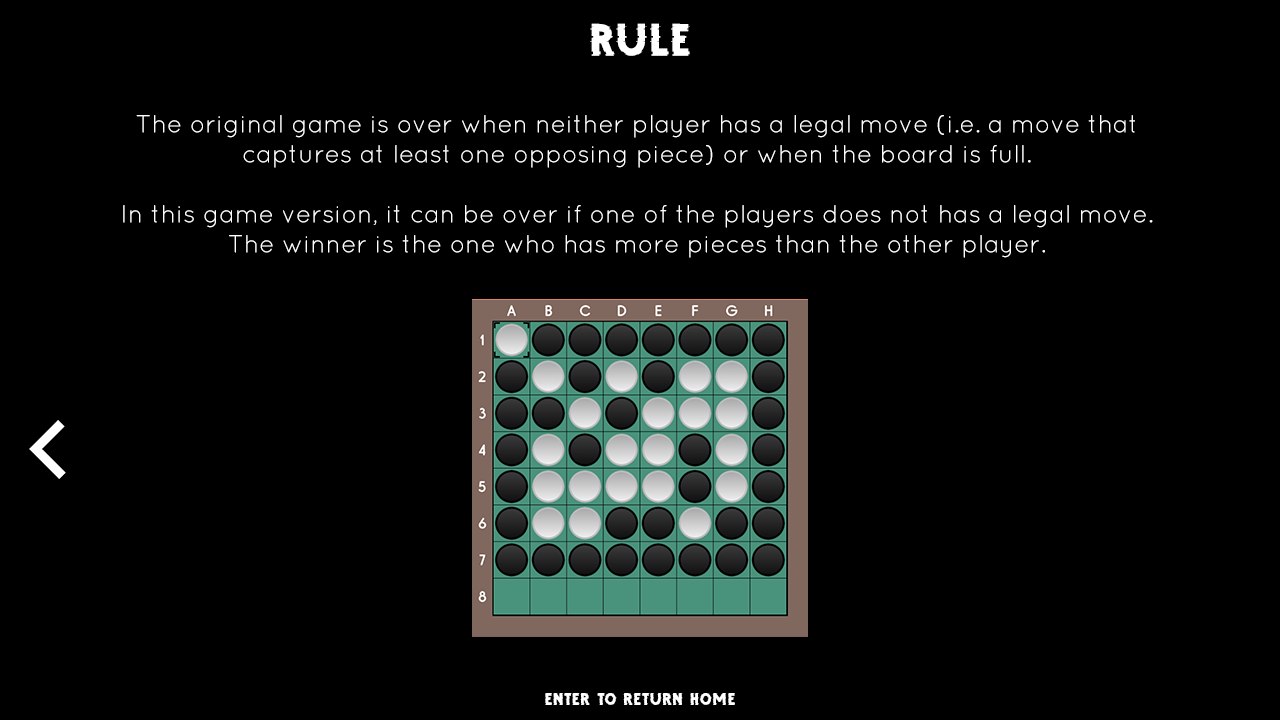 RULE
The original game is over when neither player has a legal move (i.e. a move that
captures at least one opposing piece) or when the board is full.
In this game version, it can be over if one of the players does not has a legal move.
The winner is the one who has more pieces than the other player.
A B C D E F G H
1
2
3
4
5
6
7
8
ENTER TO RETURN HOME